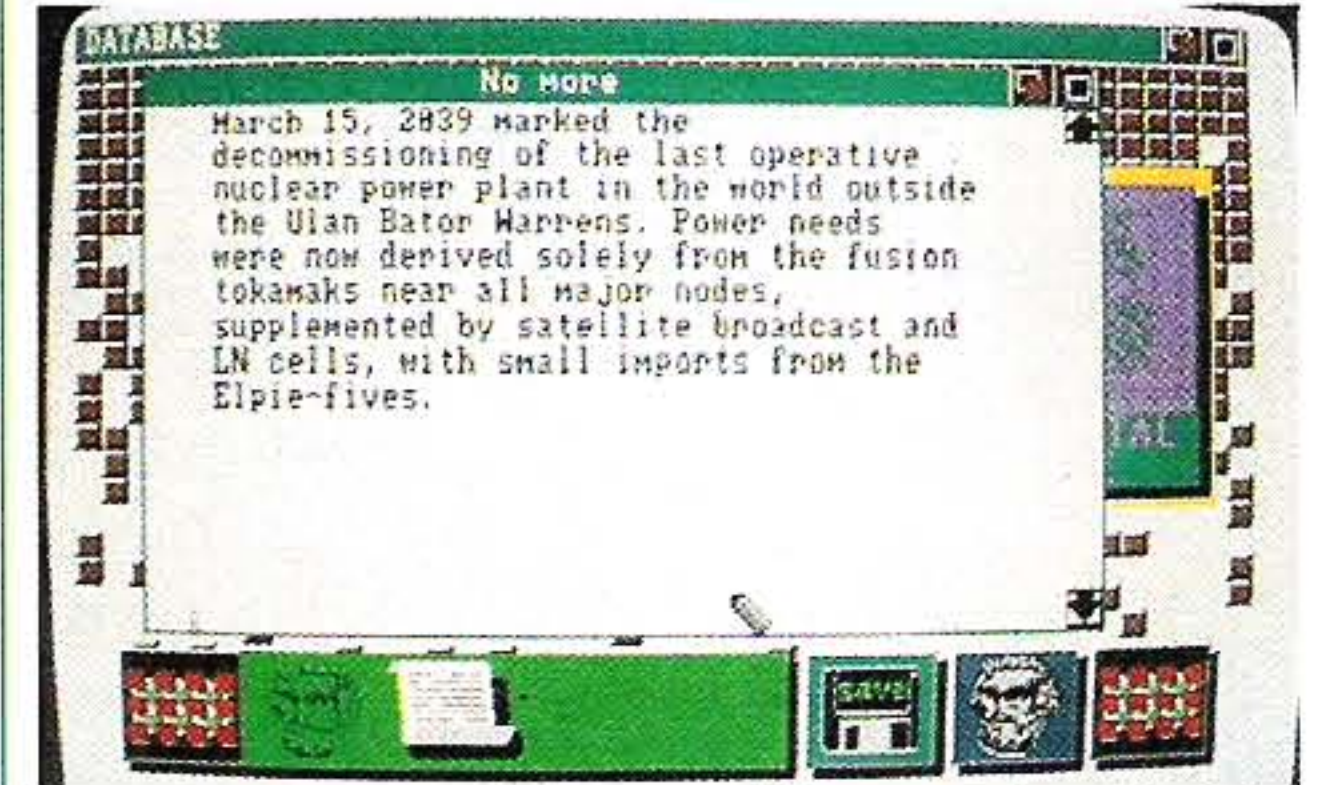 DATABASE
No more
March 15, 2039 marked the
decommissioning of the last operative
nuclear power plant in the world outside
the Ulan Bator Warrens. Power needs
were now derived solely from the fusion
tokamaks near all major nodes,
supplemented by satellite broadcast and
LN cells, with small imports from the
Elpie-fives.
save